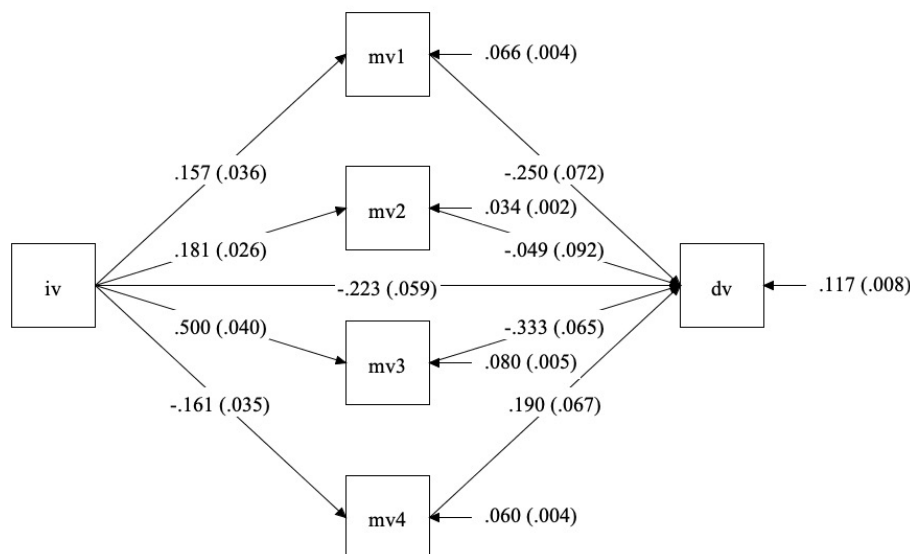 mv1
.066 (.004)
.157 (.036)
-.250 (.072)
mv2
.034 (.002)
.181 (.026)
-.049 (.092)
iv
-.223 (.059)
dv
.117 (.008)
.500 (.040)
-.333 (.065)
mv3
.080 (.005)
-.161 (.035)
.190 (.067)
mv4
.060 (.004)